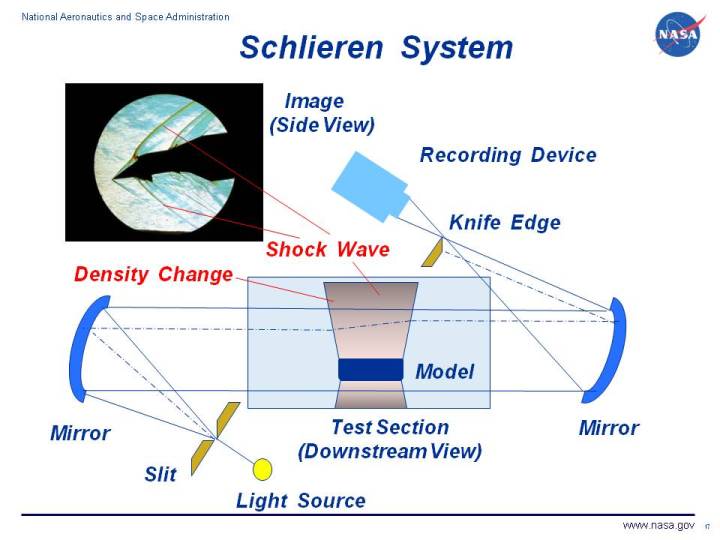 National Aeronautics and Space Administration
Schlieren System
NASA
Image
(Side View)
Recording Device
Knife Edge
Shock Wave
Density Change
Model
Mirror
Test Section
(Downstream View)
Mirror
Slit
Light Source
www.nasa.gov